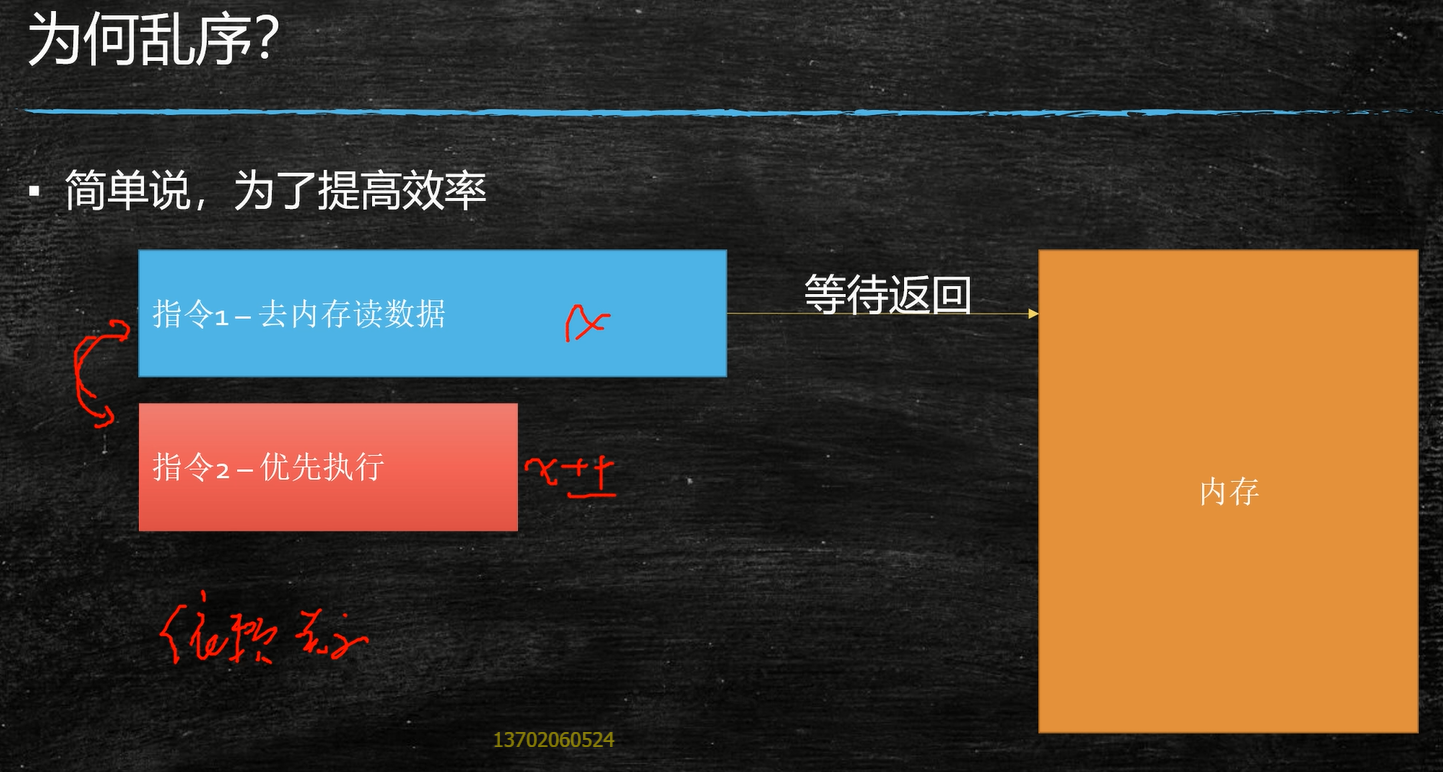 为何乱序?
▪ 简单说，为了提高效率
指令1 – 去内存读数据
x
等待返回
指令2 – 优先执行
x++
内存
依赖
13702060524